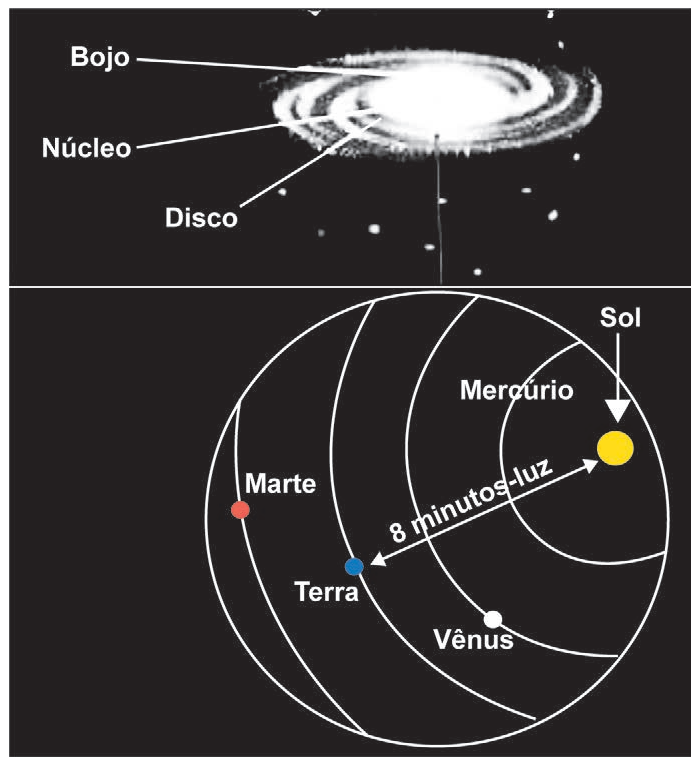 Bojo
Núcleo
Disco
Sol
Mercúrio
8 minutos-luz
Marte
Terra
Vênus